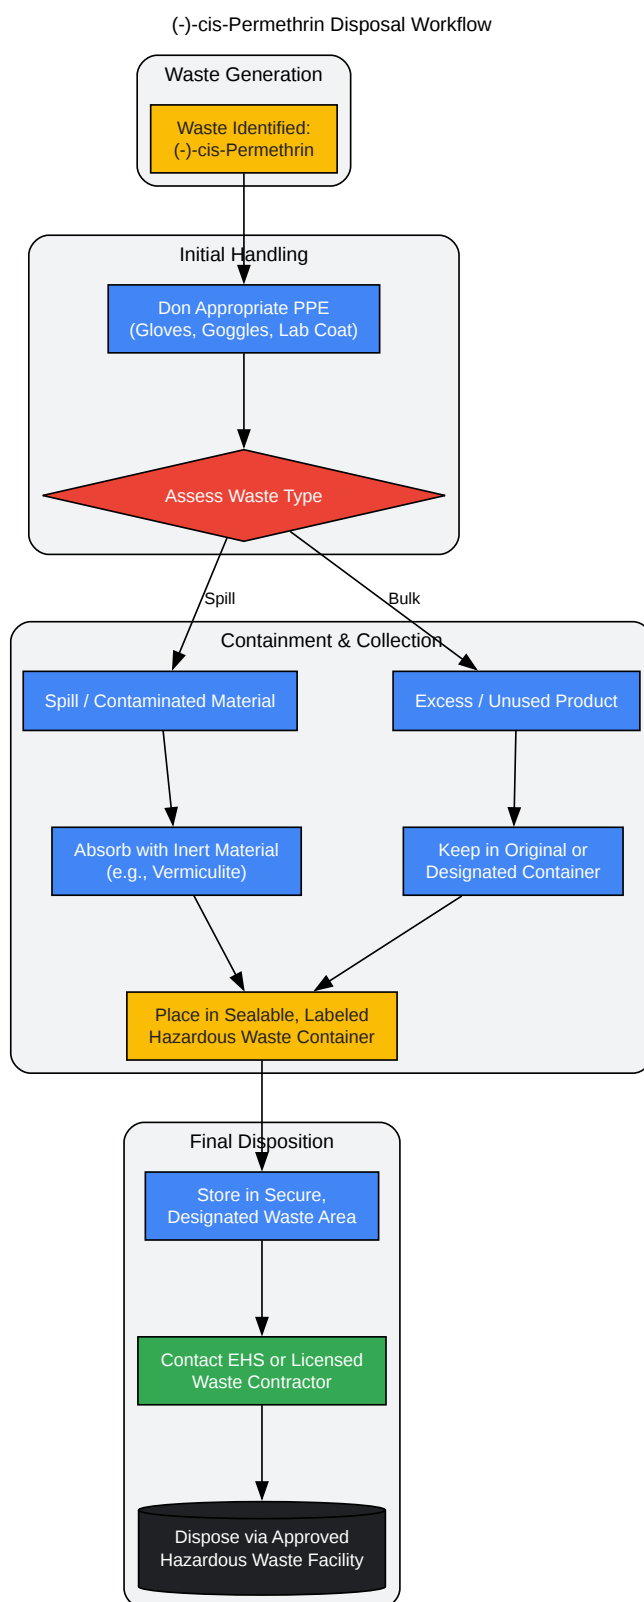 (-)-cis-Permethrin Disposal Workflow
Waste Generation
Waste Identified:
(-)-cis-Permethrin
Initial Handling
Don Appropriate PPE
(Gloves, Goggles, Lab Coat)
Assess Waste Type
Spill
Bulk
Containment & Collection
Spill / Contaminated Material
Excess / Unused Product
Absorb with Inert Material
(e.g., Vermiculite)
Keep in Original or
Designated Container
Place in Sealable, Labeled
Hazardous Waste Container
Final Disposition
Store in Secure,
Designated Waste Area
Contact EHS or Licensed
Waste Contractor
Dispose via Approved
Hazardous Waste Facility